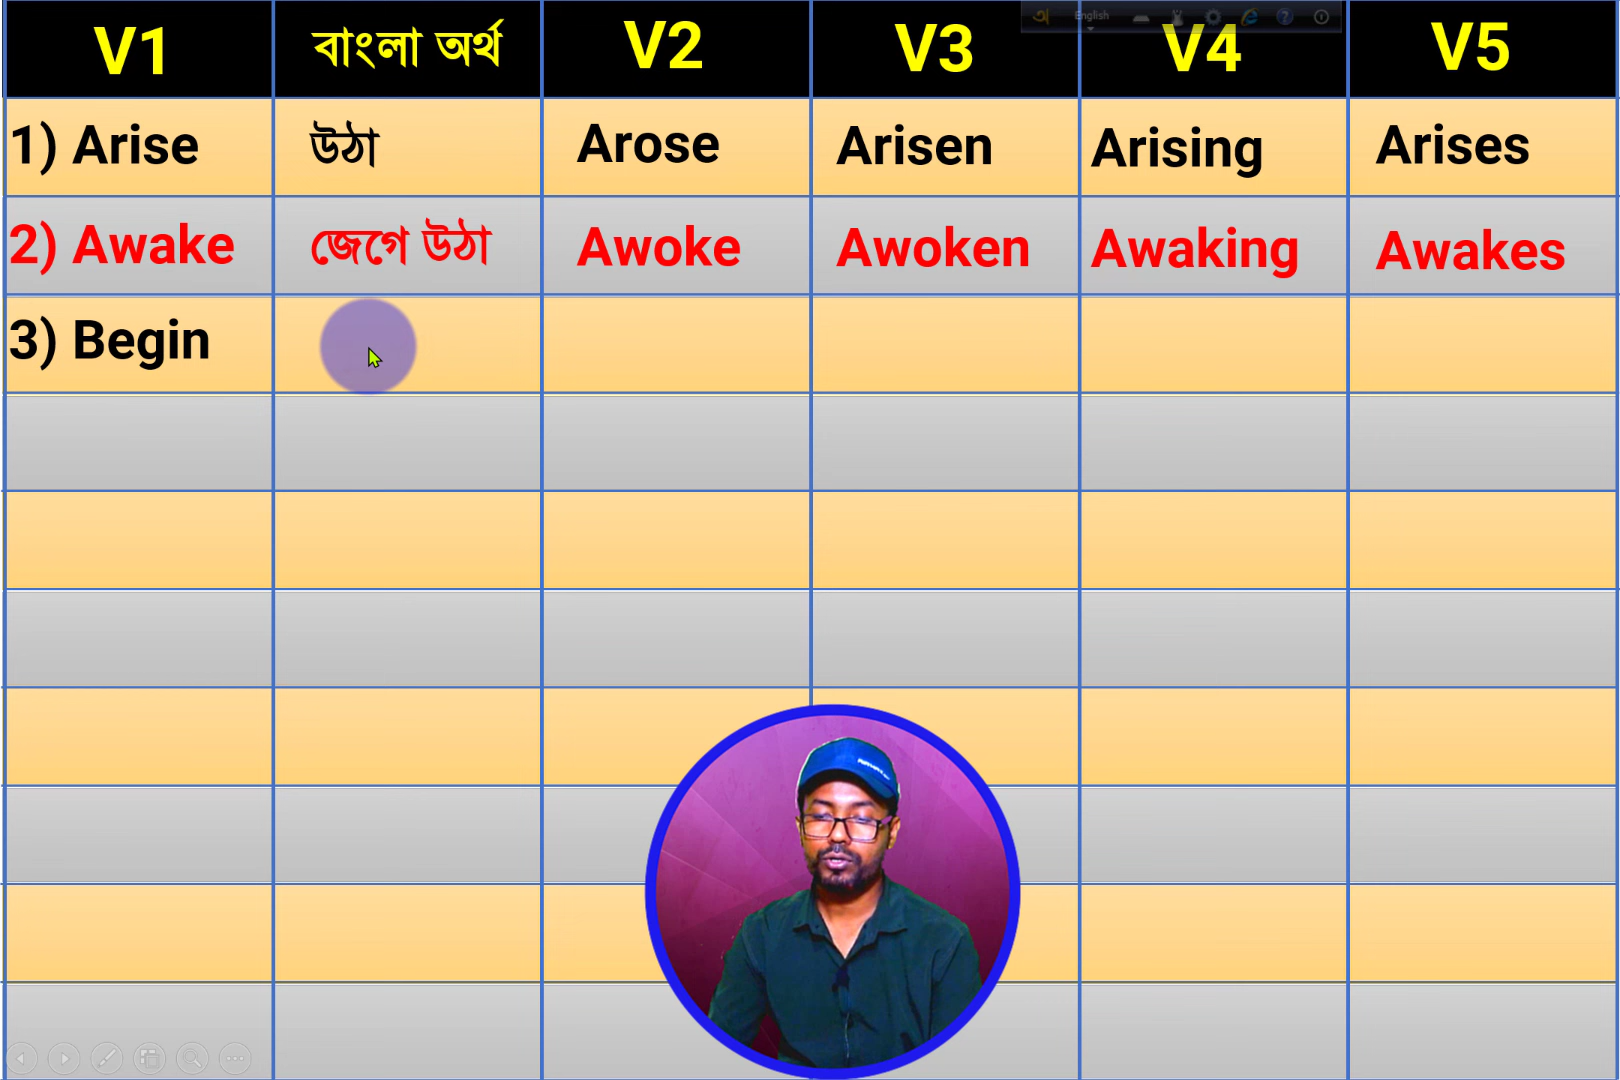 V1 বাংলা অর্থ V2 V3 V4 V5
English
1) Arise উঠা Arose Arisen Arising Arises
2) Awake জেগে উঠা Awoke Awoken Awaking Awakes
3) Begin